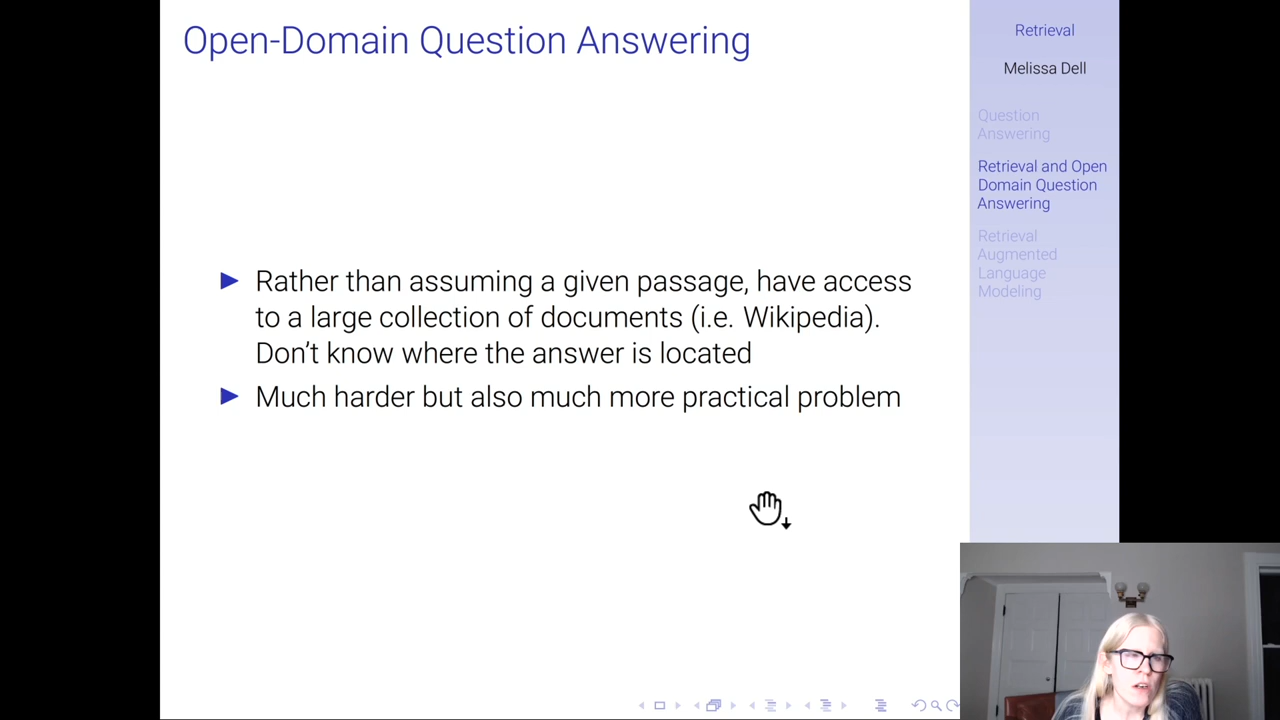 Open-Domain Question Answering
Rather than assuming a given passage, have access
to a large collection of documents (i.e. Wikipedia).
Don't know where the answer is located
Much harder but also much more practical problem
Retrieval
Melissa Dell
Question
Answering
Retrieval and Open
Domain Question
Answering
Retrieval
Augmented
Language
Modeling